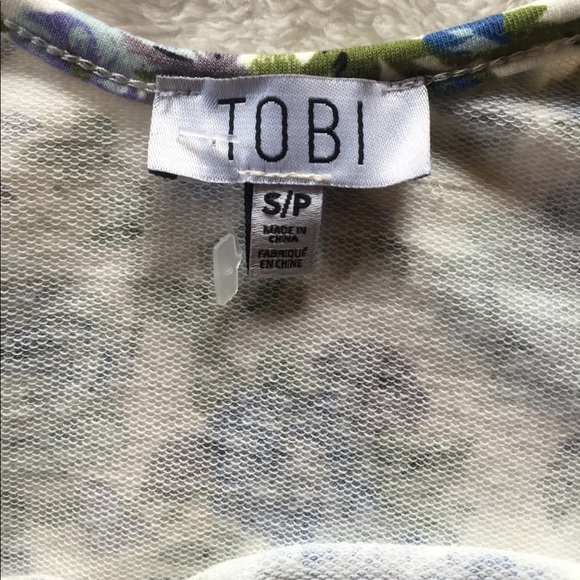 TOBI
S/P
MADE IN
CHINA
FABRIQUÉ
EN CHINE